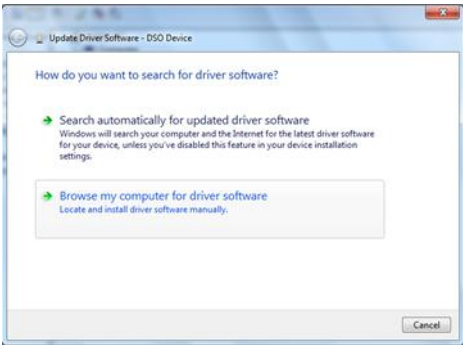 Update Driver Software - DSO Device
How do you want to search for driver software?
Search automatically for updated driver software
Windows will search your computer and the Internet for the latest driver software
for your device, unless you've disabled this feature in your device installation
settings.
Browse my computer for driver software
Locate and install driver software manually.
Cancel